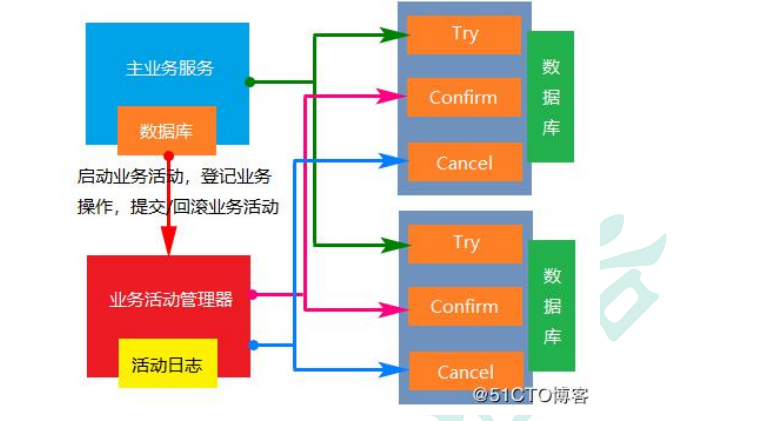 主业务服务
数据库
启动业务活动，登记业务
操作，提交/回滚业务活动
业务活动管理器
活动日志
Try
Confirm
Cancel
数
据
库
Try
Confirm
Cancel
数
据
库
@51CTO博客